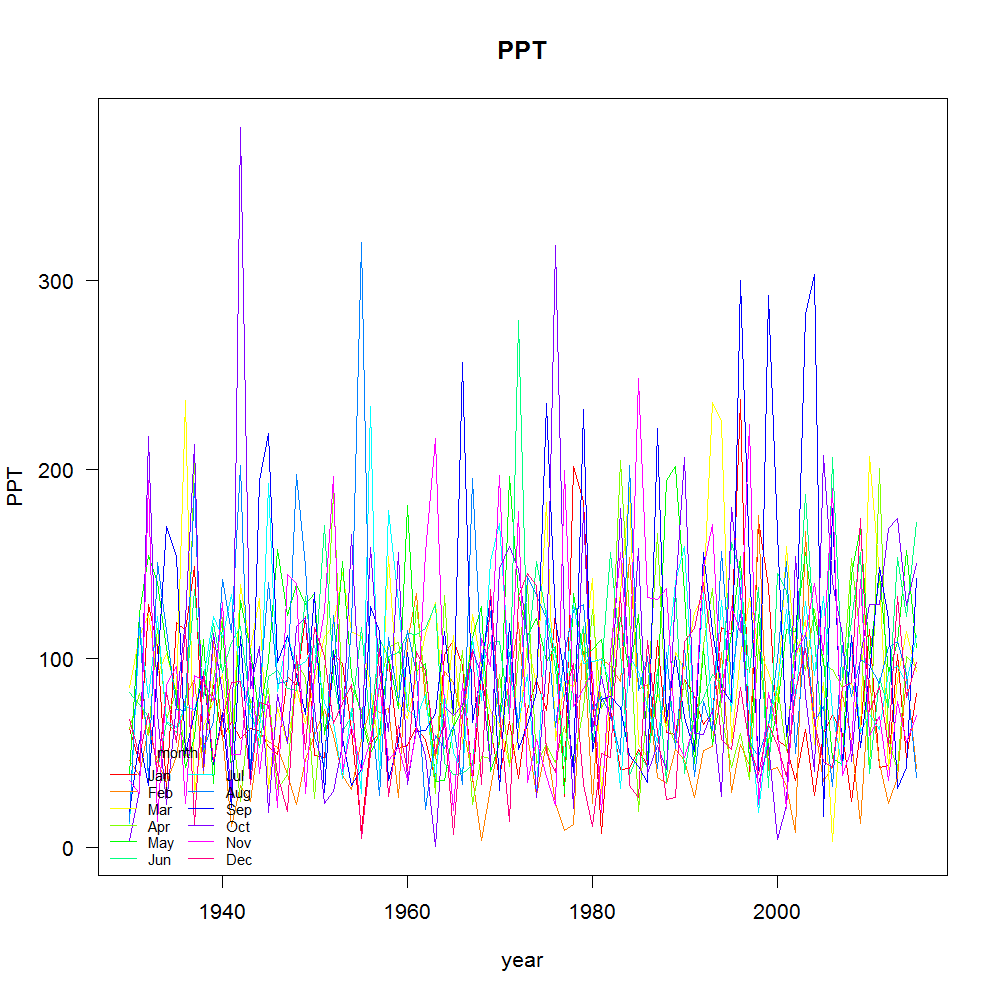 PPT
300
200
100
0
PPT
month
Jan Jul
Feb Aug
Mar Sep
Apr Oct
May Nov
Jun Dec
1940 1960 1980 2000
year